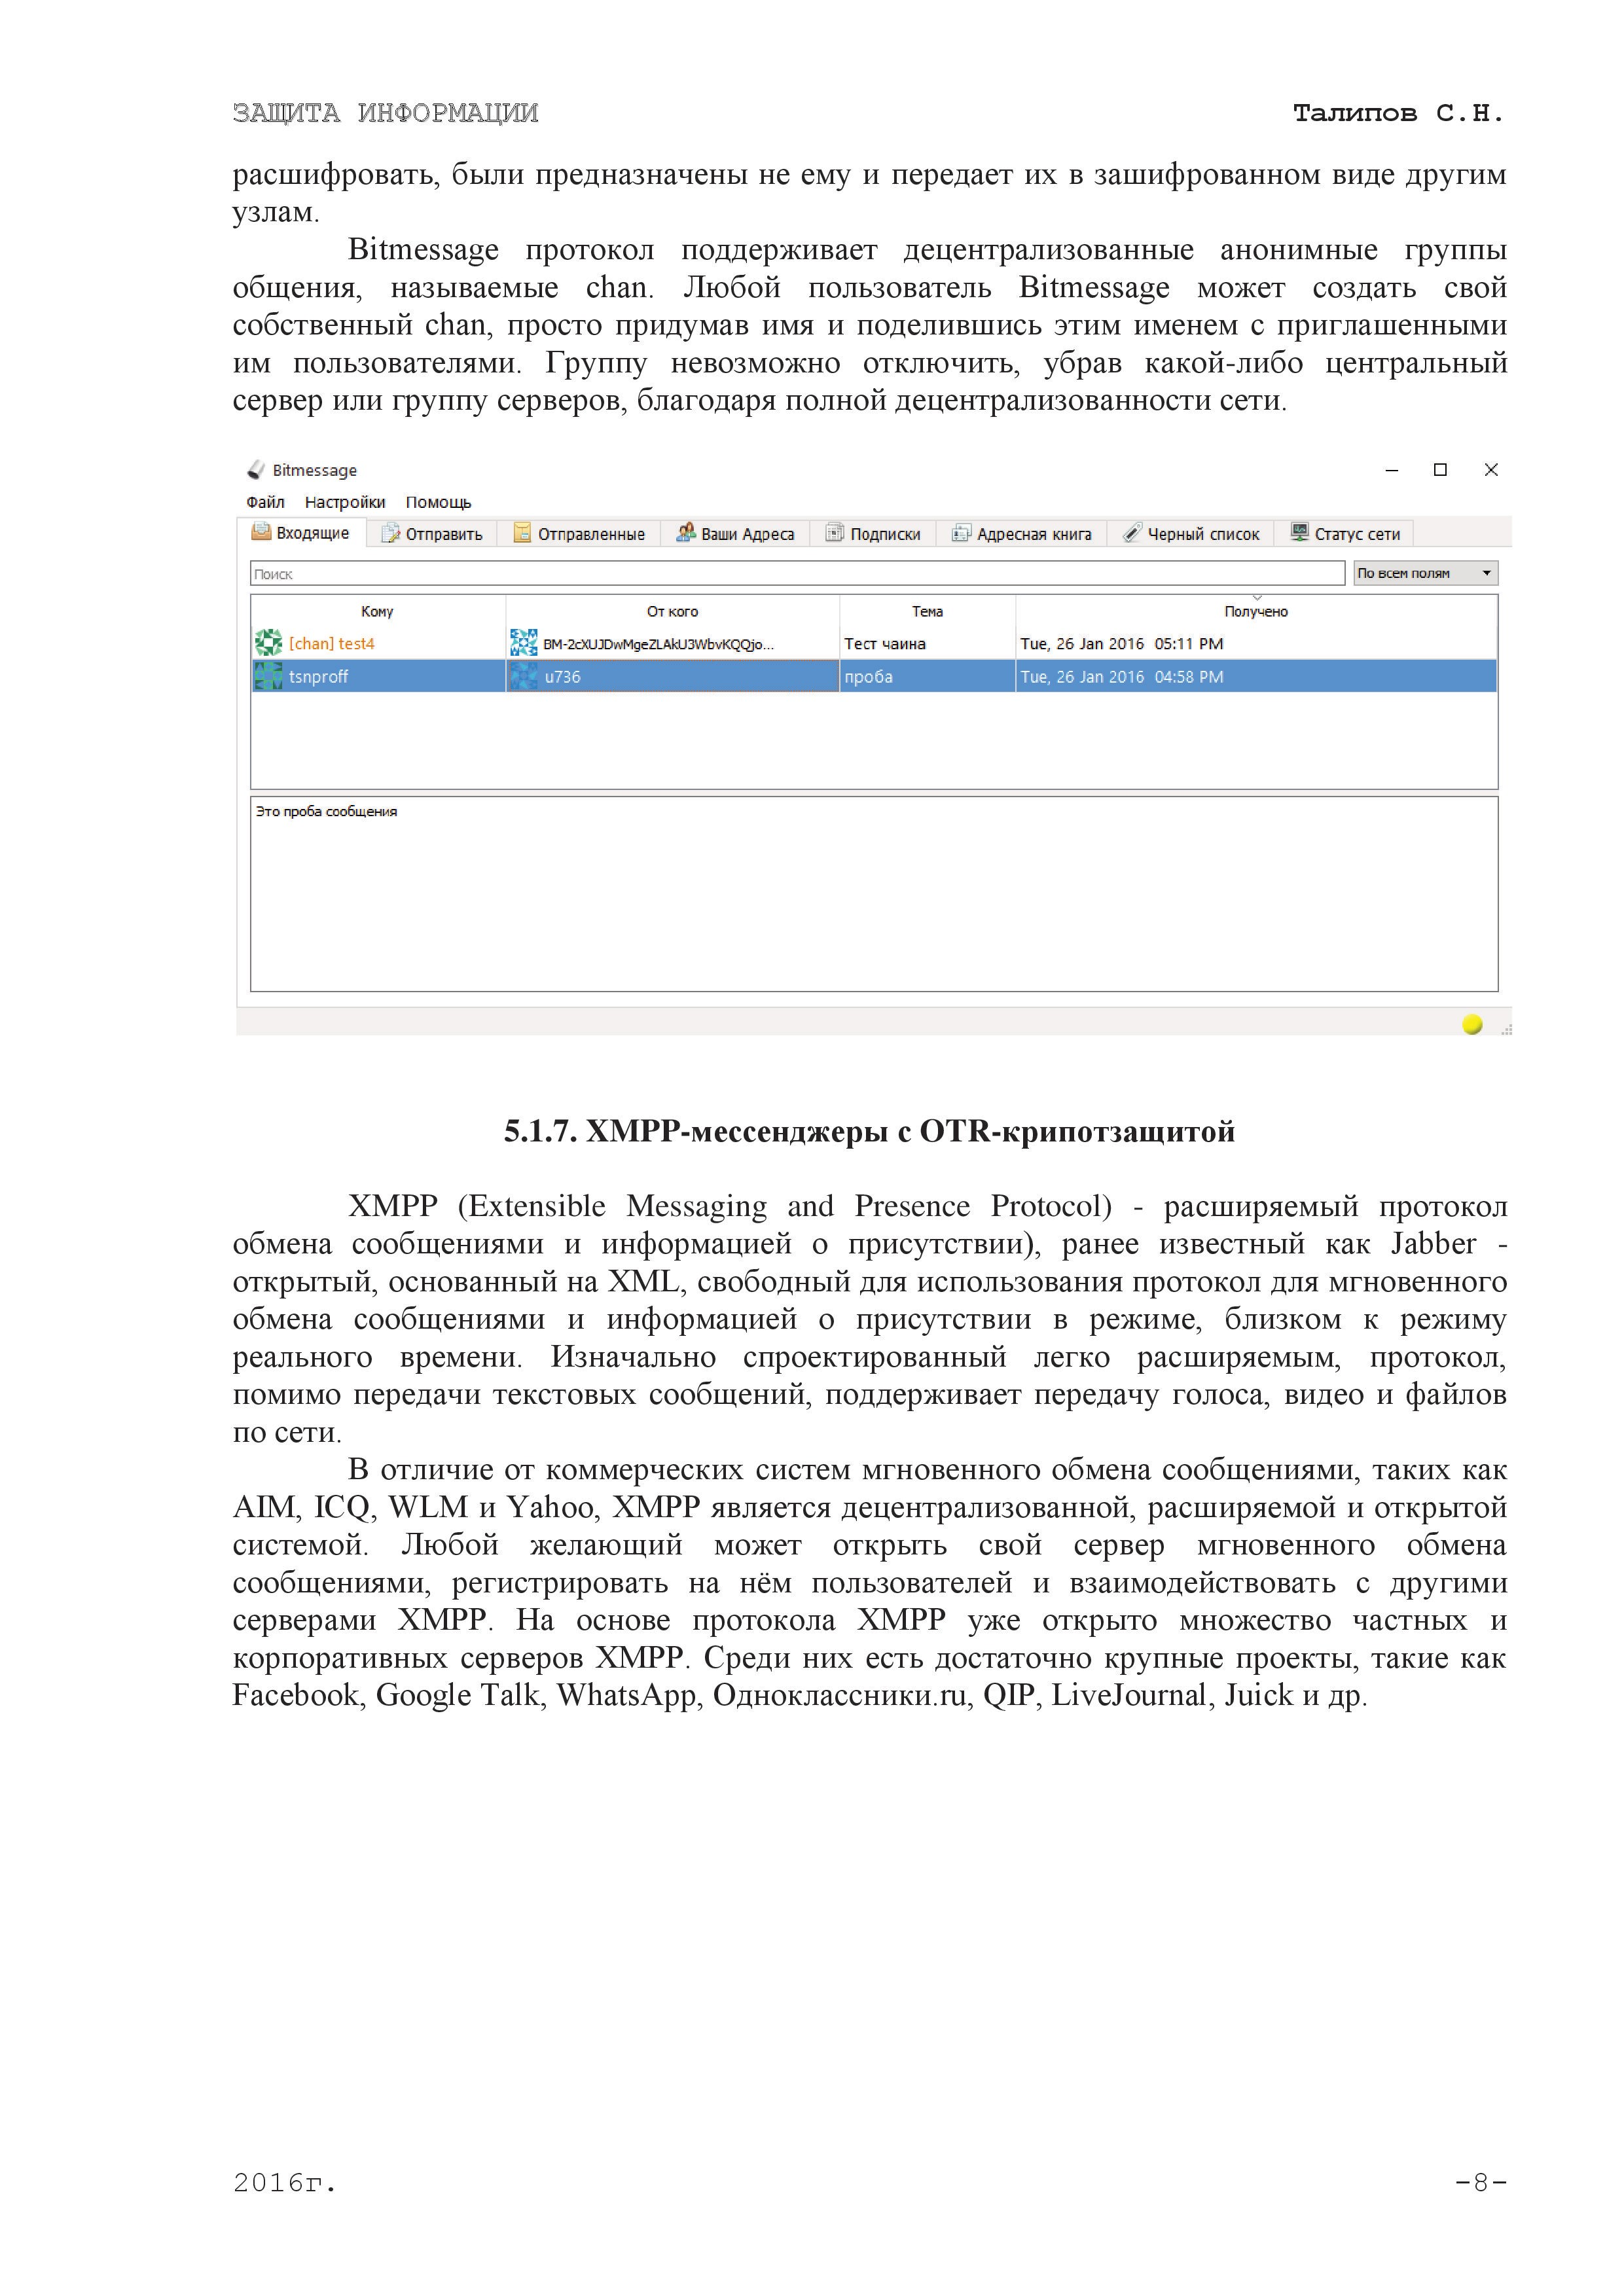 ЗАЩИТА ИНФОРМАЦИИ Талипов С.Н.
расшифровать, были предназначены не ему и передает их в зашифрованном виде другим
узлам.
Bitmessage протокол поддерживает децентрализованные анонимные группы
общения, называемые chan. Любой пользователь Bitmessage может создать свой
собственный chan, просто придумав имя и поделившись этим именем с приглашенными
им пользователями. Группу невозможно отключить, убрав какой-либо центральный
сервер или группу серверов, благодаря полной децентрализованности сети.
Bitmessage
Файл Настройки Помощь
Входящие Отправить Отправленные Ваши Адреса Подписки Адресная книга Черный список Статус сети
Поиск По всем полям
Кому От кого Тема Получено
[chan] test4 BM-2cXUJDwMgeZLAkU3WbvKQQjo... Тест чаина Tue, 26 Jan 2016 05:11 PM
tsnproff u736 проба Tue, 26 Jan 2016 04:58 PM
Это проба сообщения
5.1.7. XMPP-мессенджеры с OTR-крипотзащитой
XMPP (Extensible Messaging and Presence Protocol) - расширяемый протокол
обмена сообщениями и информацией о присутствии), ранее известный как Jabber -
открытый, основанный на XML, свободный для использования протокол для мгновенного
обмена сообщениями и информацией о присутствии в режиме, близком к режиму
реального времени. Изначально спроектированный легко расширяемым, протокол,
помимо передачи текстовых сообщений, поддерживает передачу голоса, видео и файлов
по сети.
В отличие от коммерческих систем мгновенного обмена сообщениями, таких как
AIM, ICQ, WLM и Yahoo, XMPP является децентрализованной, расширяемой и открытой
системой. Любой желающий может открыть свой сервер мгновенного обмена
сообщениями, регистрировать на нём пользователей и взаимодействовать с другими
серверами XMPP. На основе протокола XMPP уже открыто множество частных и
корпоративных серверов XMPP. Среди них есть достаточно крупные проекты, такие как
Facebook, Google Talk, WhatsApp, Одноклассники.ru, QIP, LiveJournal, Juick и др.
2016г. -8-